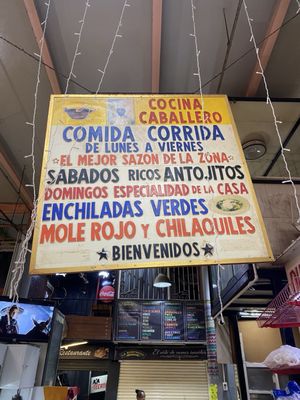 COCINA
CABALLERO
COMIDA CORRIDA
DE LUNES A VIERNES
*EL MEJOR SAZON DE LA ZONA*
SABADOS RICOS ANTOJITOS
DOMINGOS ESPECIALIDAD DE LA CASA
ENCHILADAS VERDES
MOLE ROJO Y CHILAQUILES
★BIENVENIDOS★
Restaurante